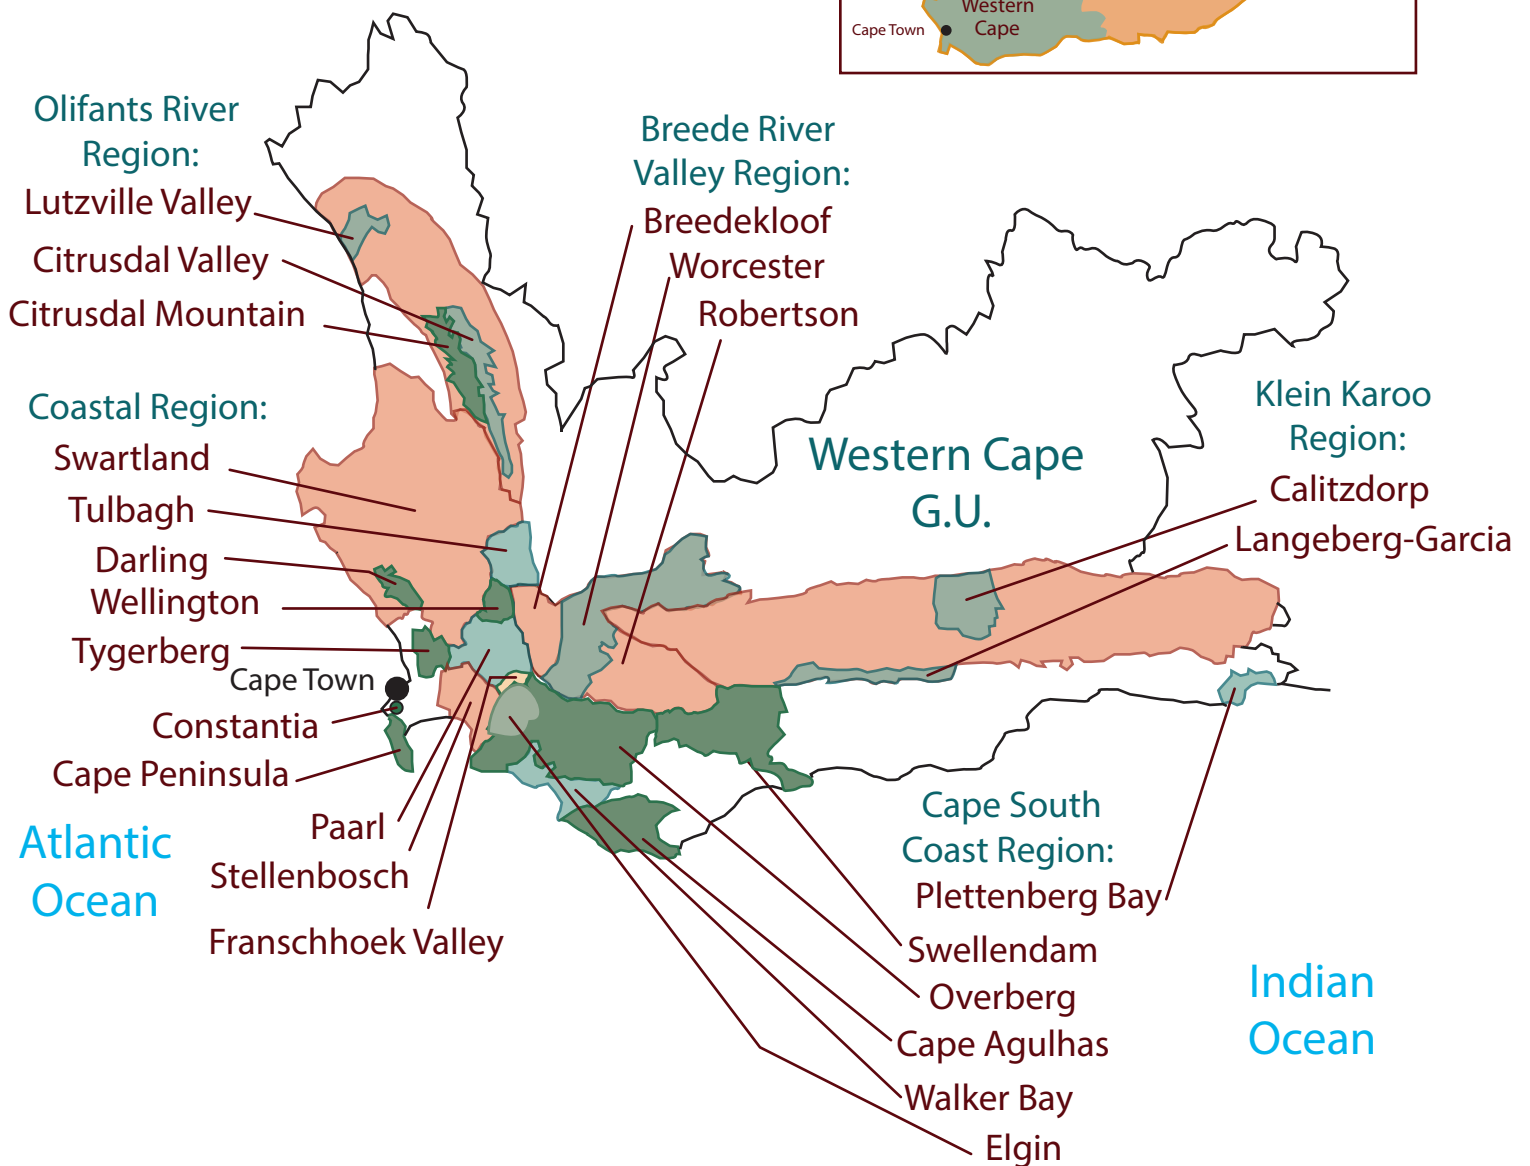 Western
Cape
Cape Town
Olifants River
Region:
Lutzville Valley
Citrusdal Valley
Citrusdal Mountain
Coastal Region:
Swartland
Tulbagh
Darling
Wellington
Tygerberg
Cape Town
Constantia
Cape Peninsula
Paarl
Stellenbosch
Franschhoek Valley
Atlantic
Ocean
Breede River
Valley Region:
Breedekloof
Worcester
Robertson
Western Cape
G.U.
Klein Karoo
Region:
Calitzdorp
Langeberg-Garcia
Cape South
Coast Region:
Plettenberg Bay
Swellendam
Overberg
Cape Agulhas
Walker Bay
Elgin
Indian
Ocean